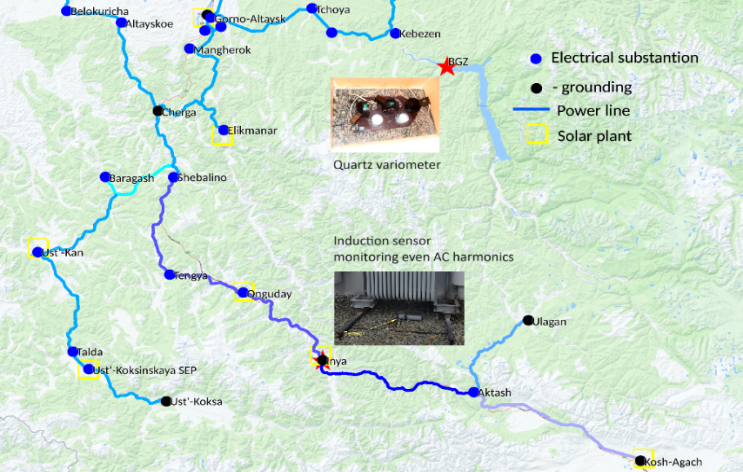 Belokuricha
Altayskoe
Gorno-Altaysk
Tchoya
Kebezen
Mangherok
BGZ
Electrical substantion
- grounding
Power line
Solar plant
Cherga
Elikmanar
Quartz variometer
Baragash
Shebalino
Ust'-Kan
Induction sensor
monitoring even AC harmonics
Tengya
Onguday
Ulagan
Talda
Inya
Ust'-Koksinskaya SEP
Aktash
Ust'-Koksa
Kosh-Agach